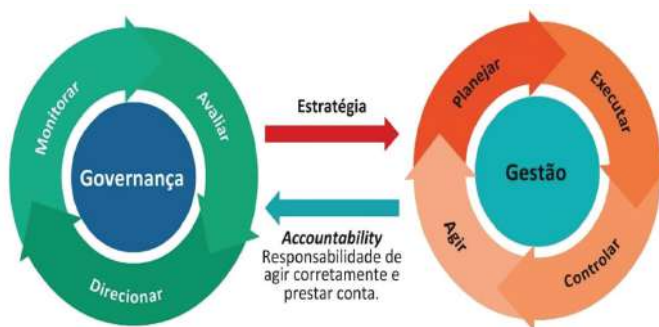 Monitorar
Avaliar
Governança
Direcionar
Estratégia
Accountability
Responsabilidade de
agir corretamente e
prestar conta.
Planejar
Executar
Gestão
Agir
Controlar